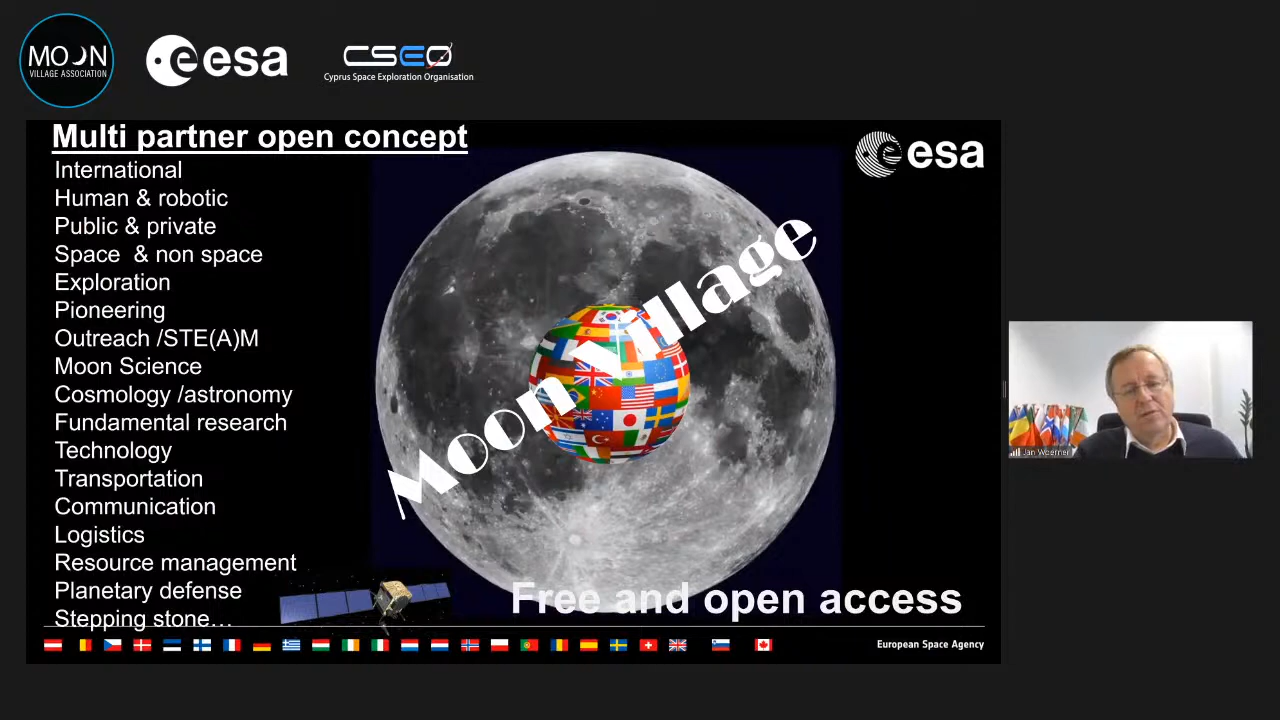 MOON
VILLAGE ASSOCIATION
esa
CSEO
Cyprus Space Exploration Organisation
Multi partner open concept
International
Human & robotic
Public & private
Space & non space
Exploration
Pioneering
Outreach /STE(A)M
Moon Science
Cosmology /astronomy
Fundamental research
Technology
Transportation
Communication
Logistics
Resource management
Planetary defense
Stepping stone...
esa
Moon Village
Free and open access
European Space Agency
Jan Woerner